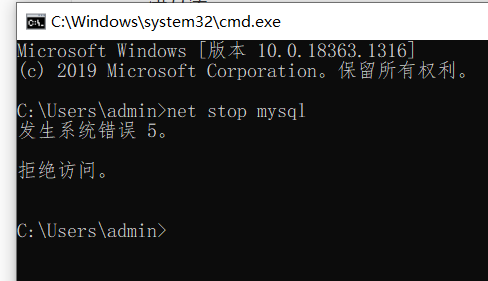 C:\Windows\system32\cmd.exe
Microsoft Windows [版本 10.0.18363.1316]
(c) 2019 Microsoft Corporation。保留所有权利。
C:\Users\admin>net stop mysql
发生系统错误 5。
拒绝访问。
C:\Users\admin>